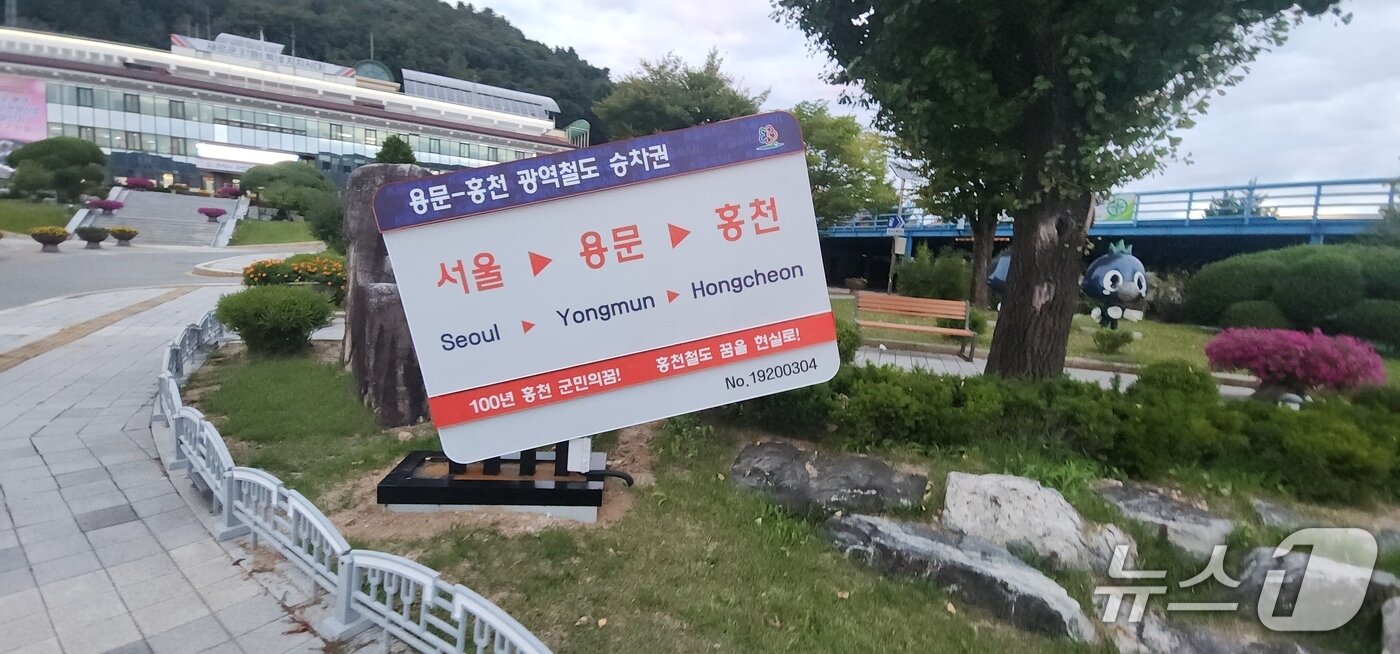 용문-홍천 광역철도 승차권
서울 ▶ 용문 ▶ 홍천
Seoul ▶ Yongmun ▶ Hongcheon
100년 홍천 군민의꿈! 홍천철도 꿈을 현실로!
No.19200304
뉴스1